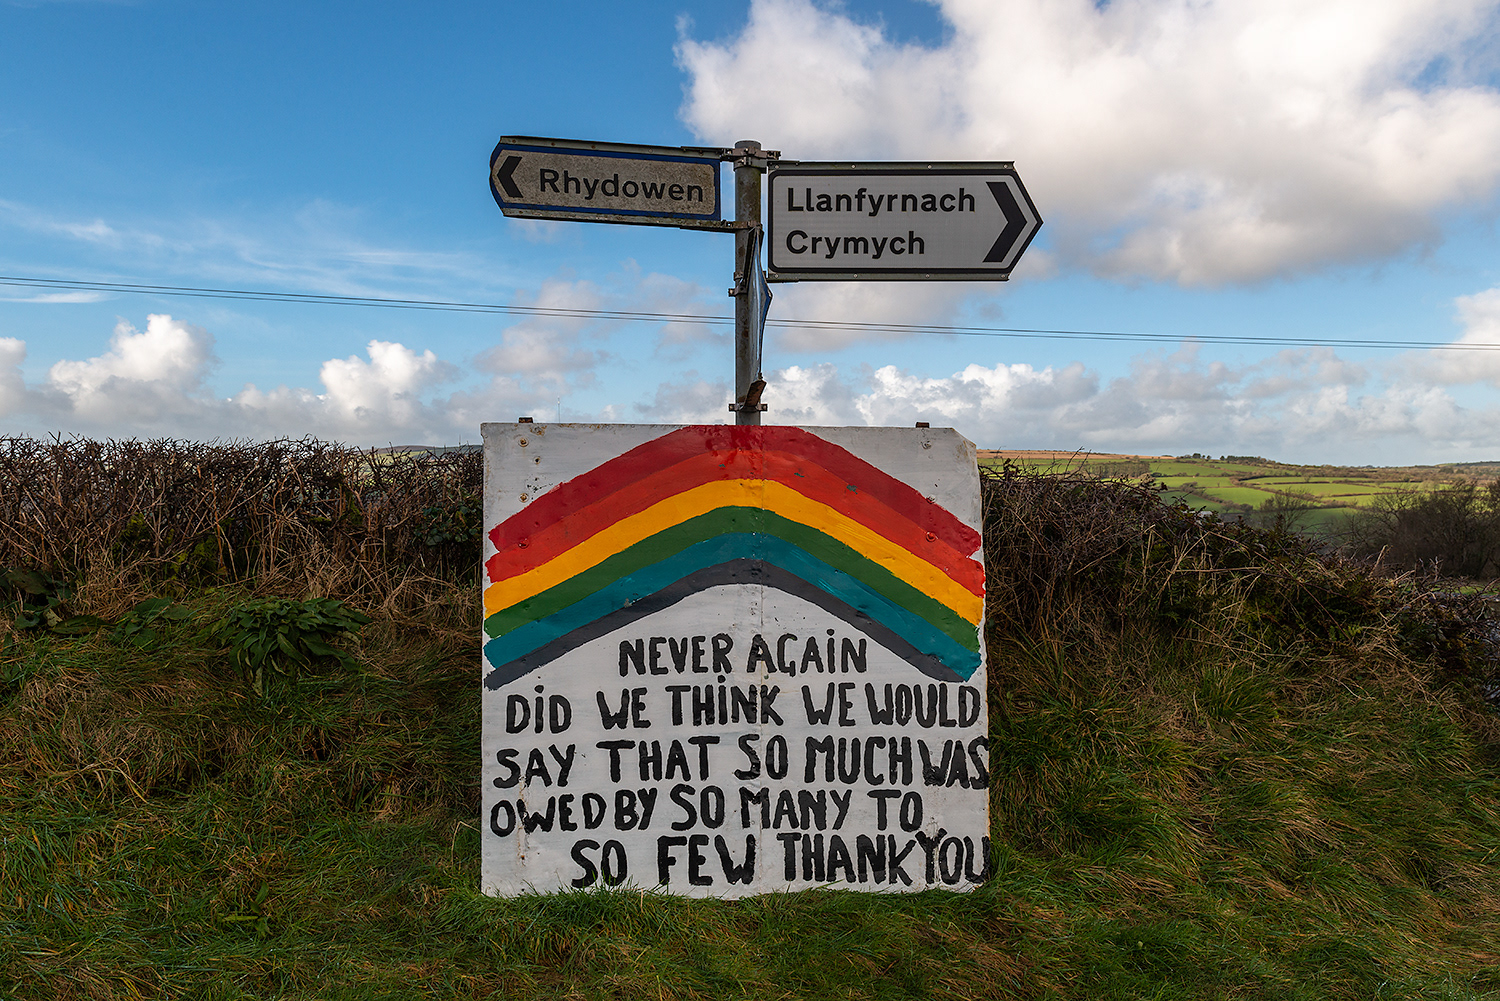 Rhydowen
Llanfyrnach
Crymych
NEVER AGAiN
DiD WE THiNK WE WOULD
SAY THAT SO MUCH WAS
OWED BY SO MANY TO
SO FEW THANK YOU